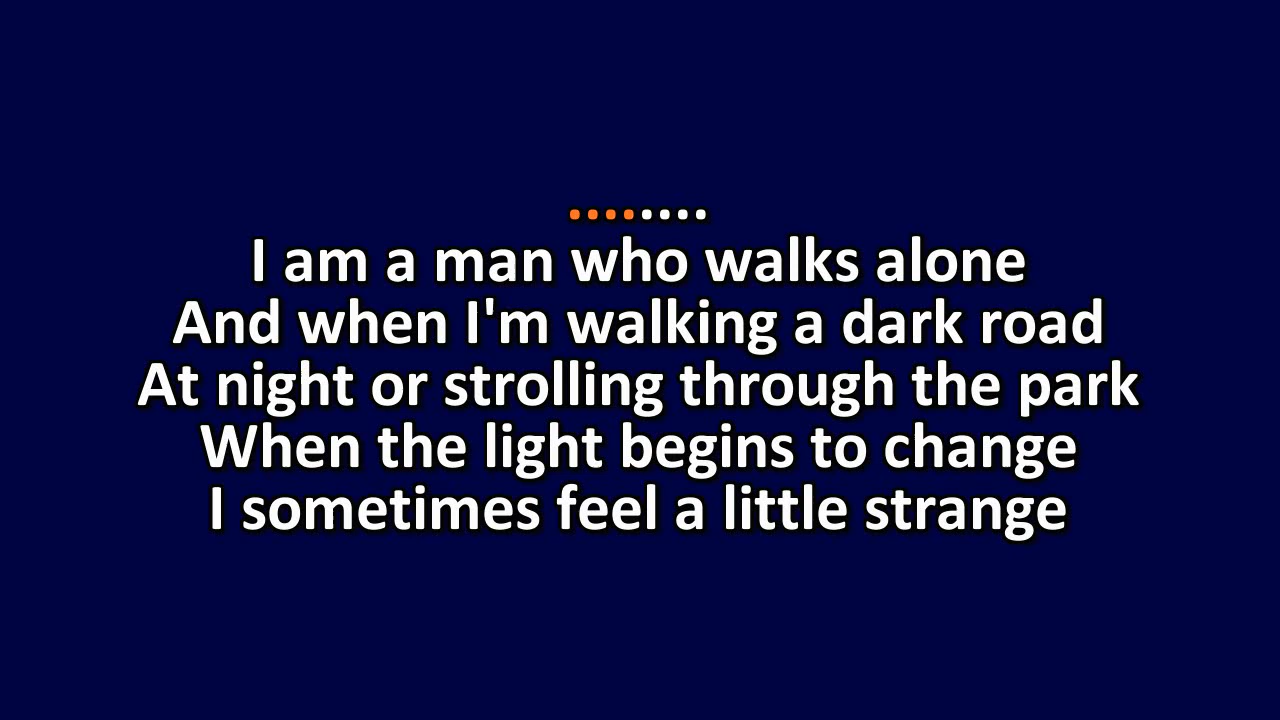 ........
I am a man who walks alone
And when I'm walking a dark road
At night or strolling through the park
When the light begins to change
I sometimes feel a little strange